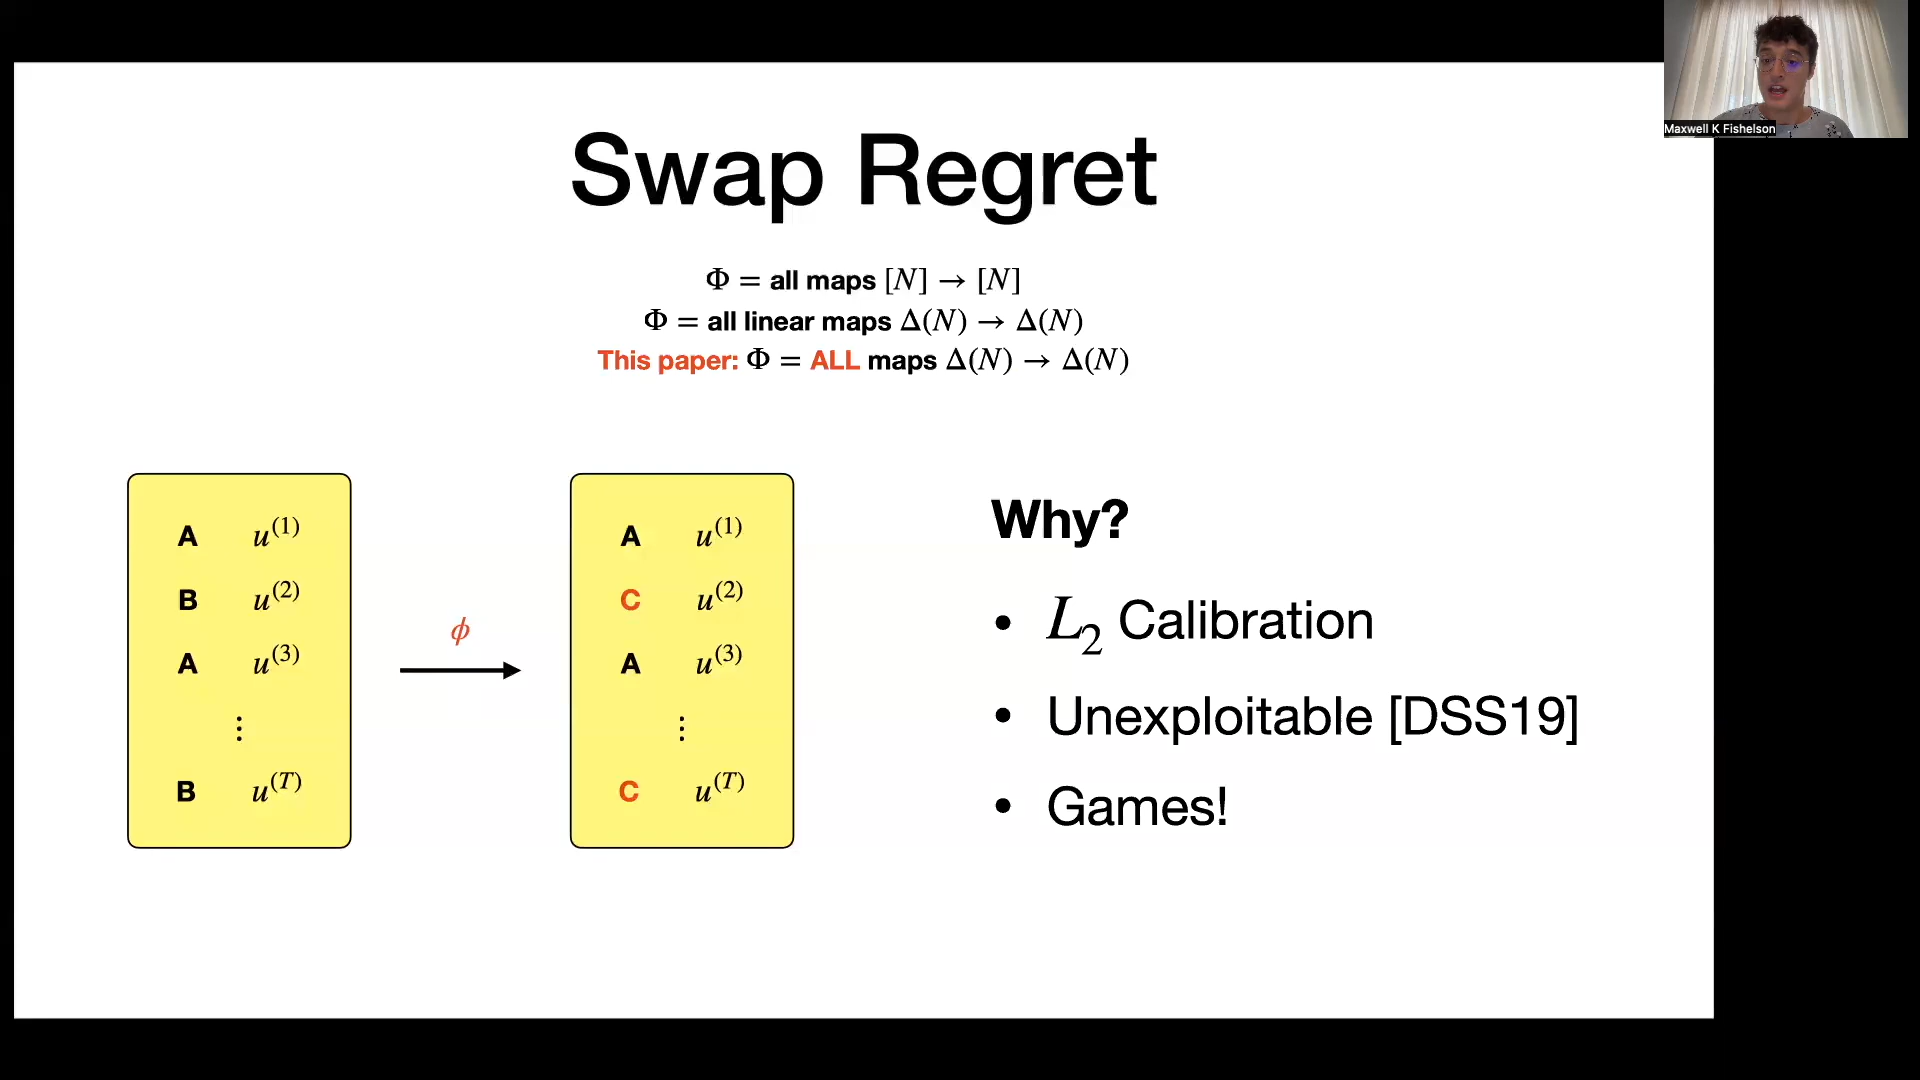 Maxwell K Fishelson
Swap Regret
Φ = all maps [N] → [N]
Φ = all linear maps Δ(N) → Δ(N)
This paper: Φ = ALL maps Δ(N) → Δ(N)
A u^(1)
B u^(2)
A u^(3)
⋮
B u^(T)
ϕ
A u^(1)
C u^(2)
A u^(3)
⋮
C u^(T)
Why?
• L₂ Calibration
• Unexploitable [DSS19]
• Games!